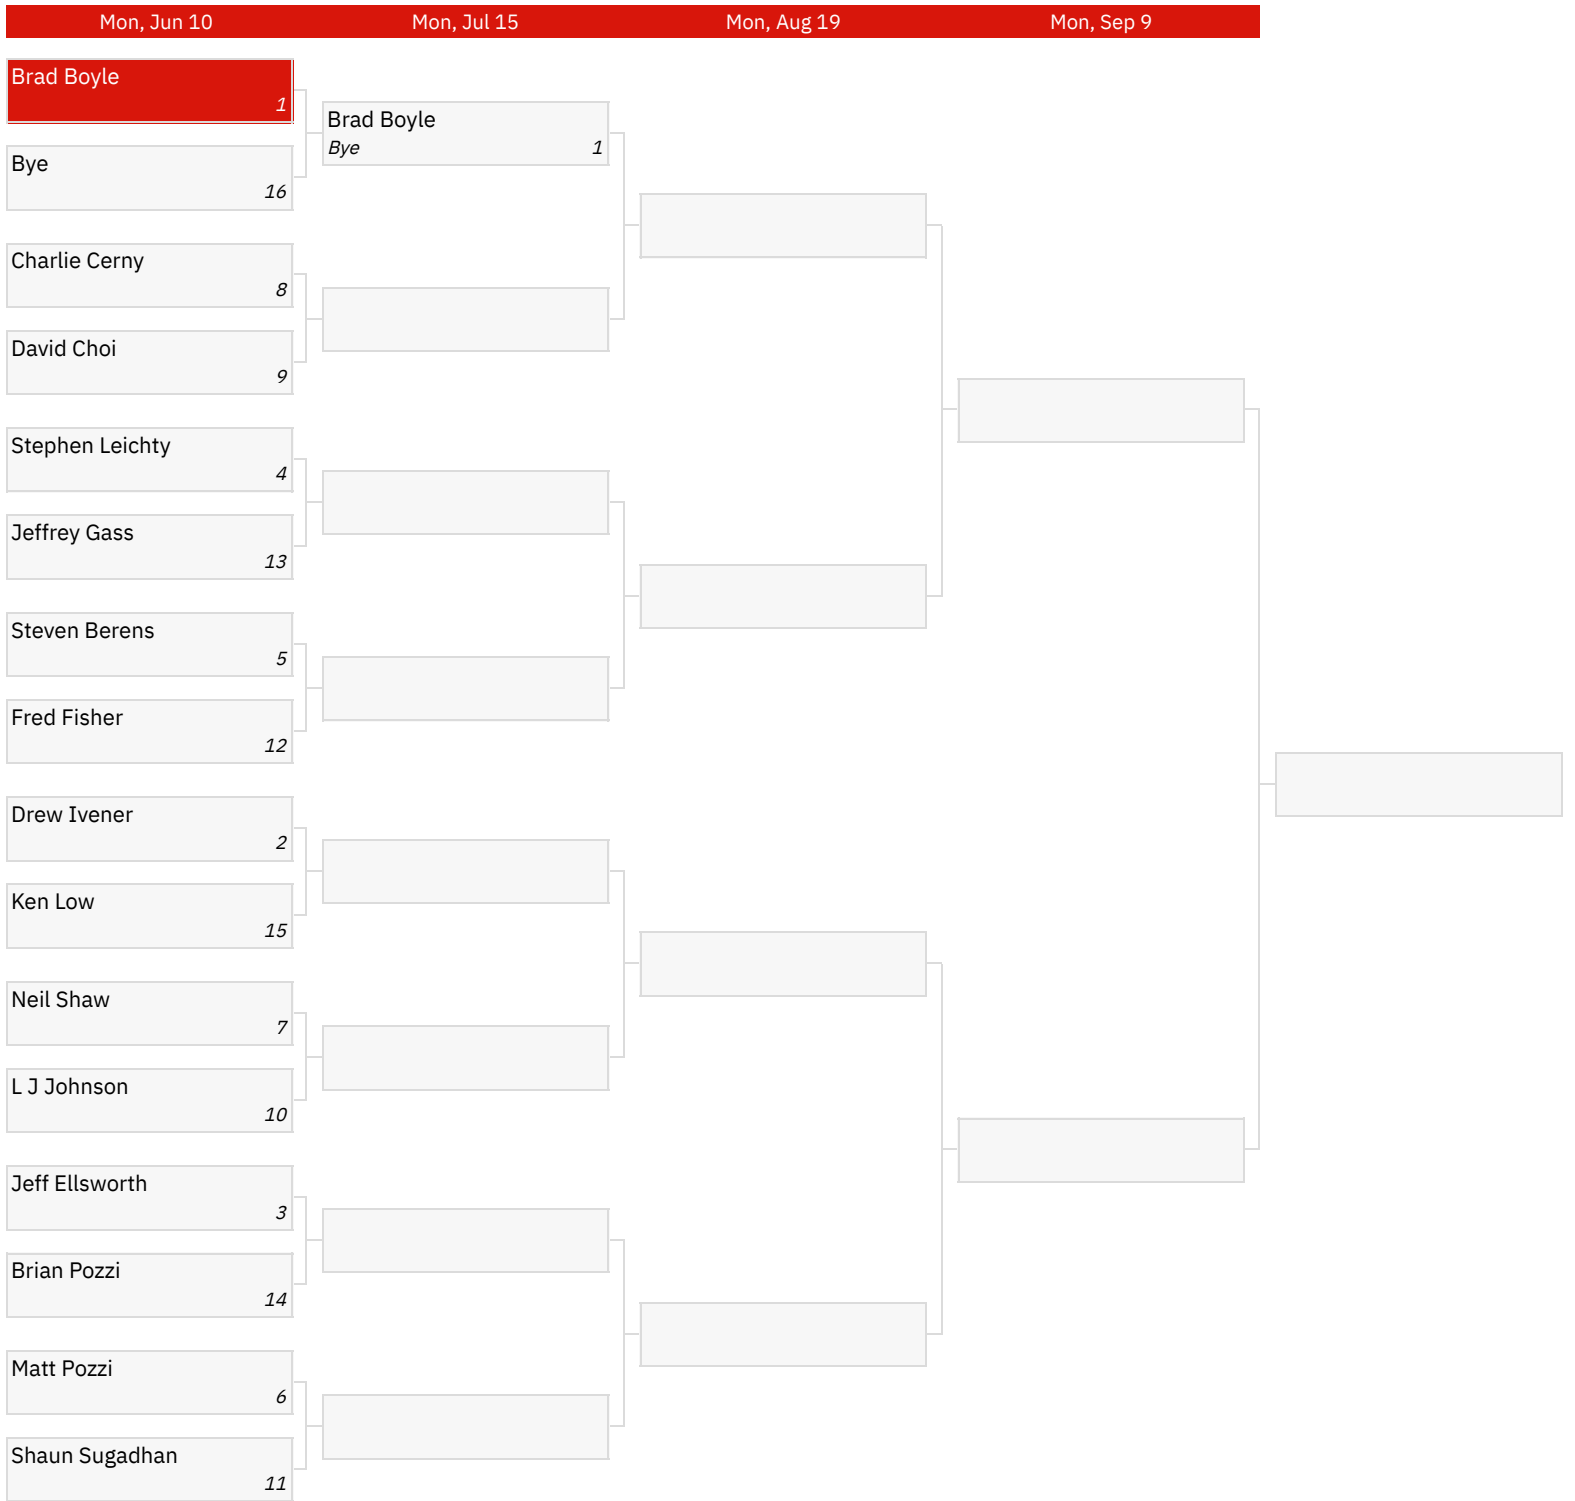 Mon, Jun 10
Mon, Jul 15
Mon, Aug 19
Mon, Sep 9
Brad Boyle
1
Bye
16
Charlie Cerny
8
David Choi
9
Stephen Leichty
4
Jeffrey Gass
13
Steven Berens
5
Fred Fisher
12
Drew Ivener
2
Ken Low
15
Neil Shaw
7
L J Johnson
10
Jeff Ellsworth
3
Brian Pozzi
14
Matt Pozzi
6
Shaun Sugadhan
11
Brad Boyle
Bye 1